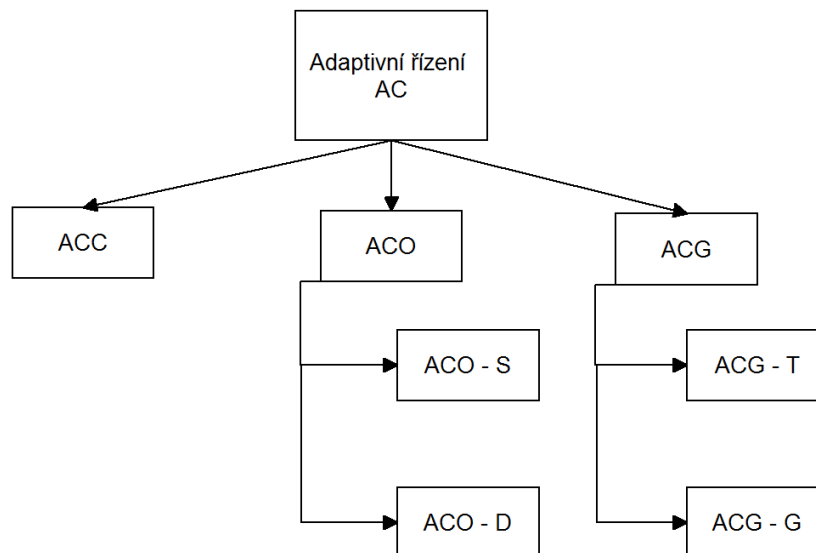 Adaptivní řízení
AC
ACC
ACO
ACG
ACO - S
ACG - T
ACO - D
ACG - G